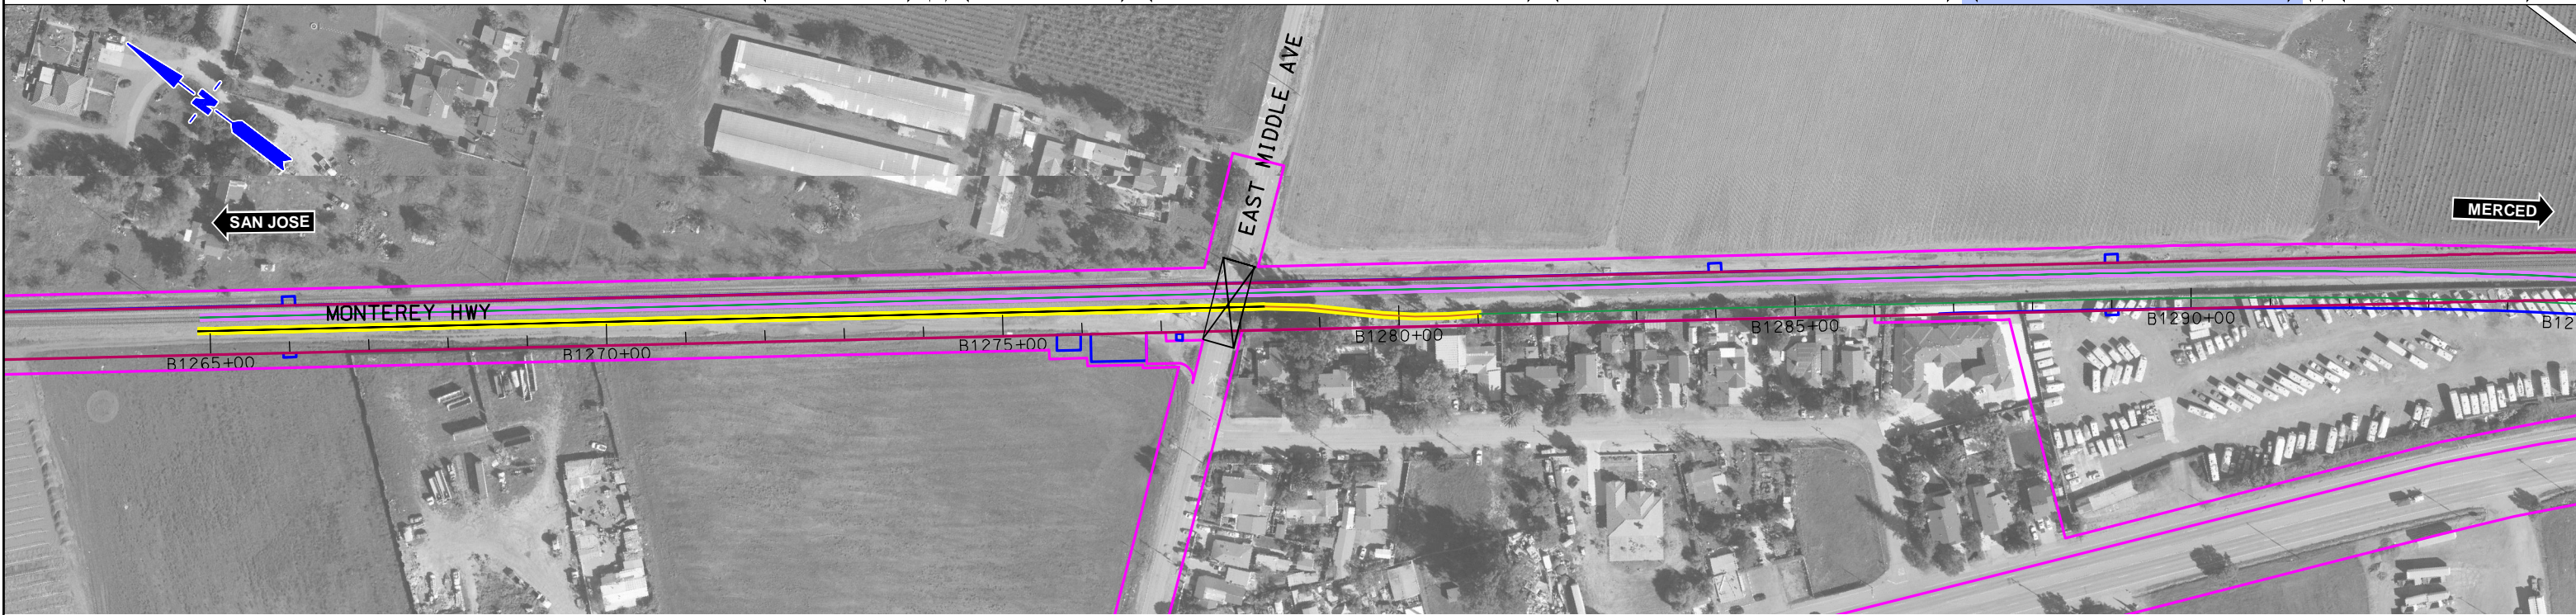 EAST MIDDLE AVE
N
SAN JOSE
MERCED
MONTEREY HWY
B1265+00
B1270+00
B1275+00
B1280+00
B1285+00
B1290+00
B12